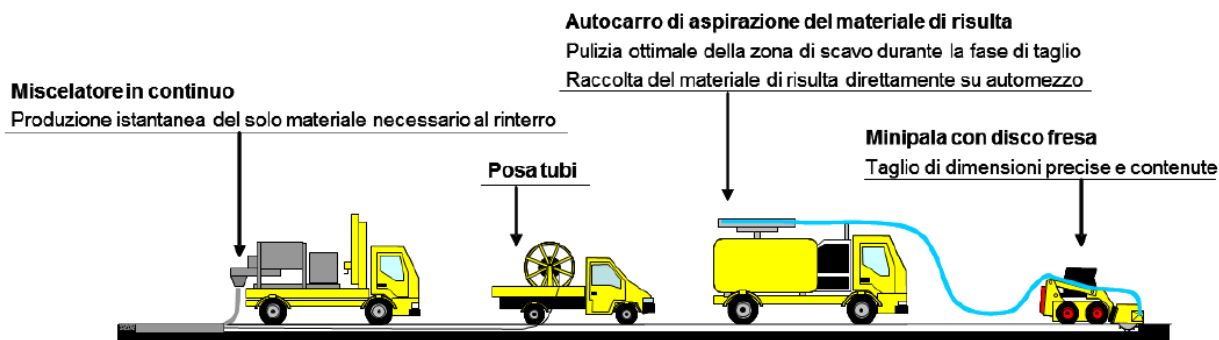 Autocarro di aspirazione del materiale di risulta
Pulizia ottimale della zona di scavo durante la fase di taglio
Raccolta del materiale di risulta direttamente su automezzo
Miscelatore in continuo
Produzione istantanea del solo materiale necessario al rinterro
Posa tubi
Minipala con disco fresa
Taglio di dimensioni precise e contenute